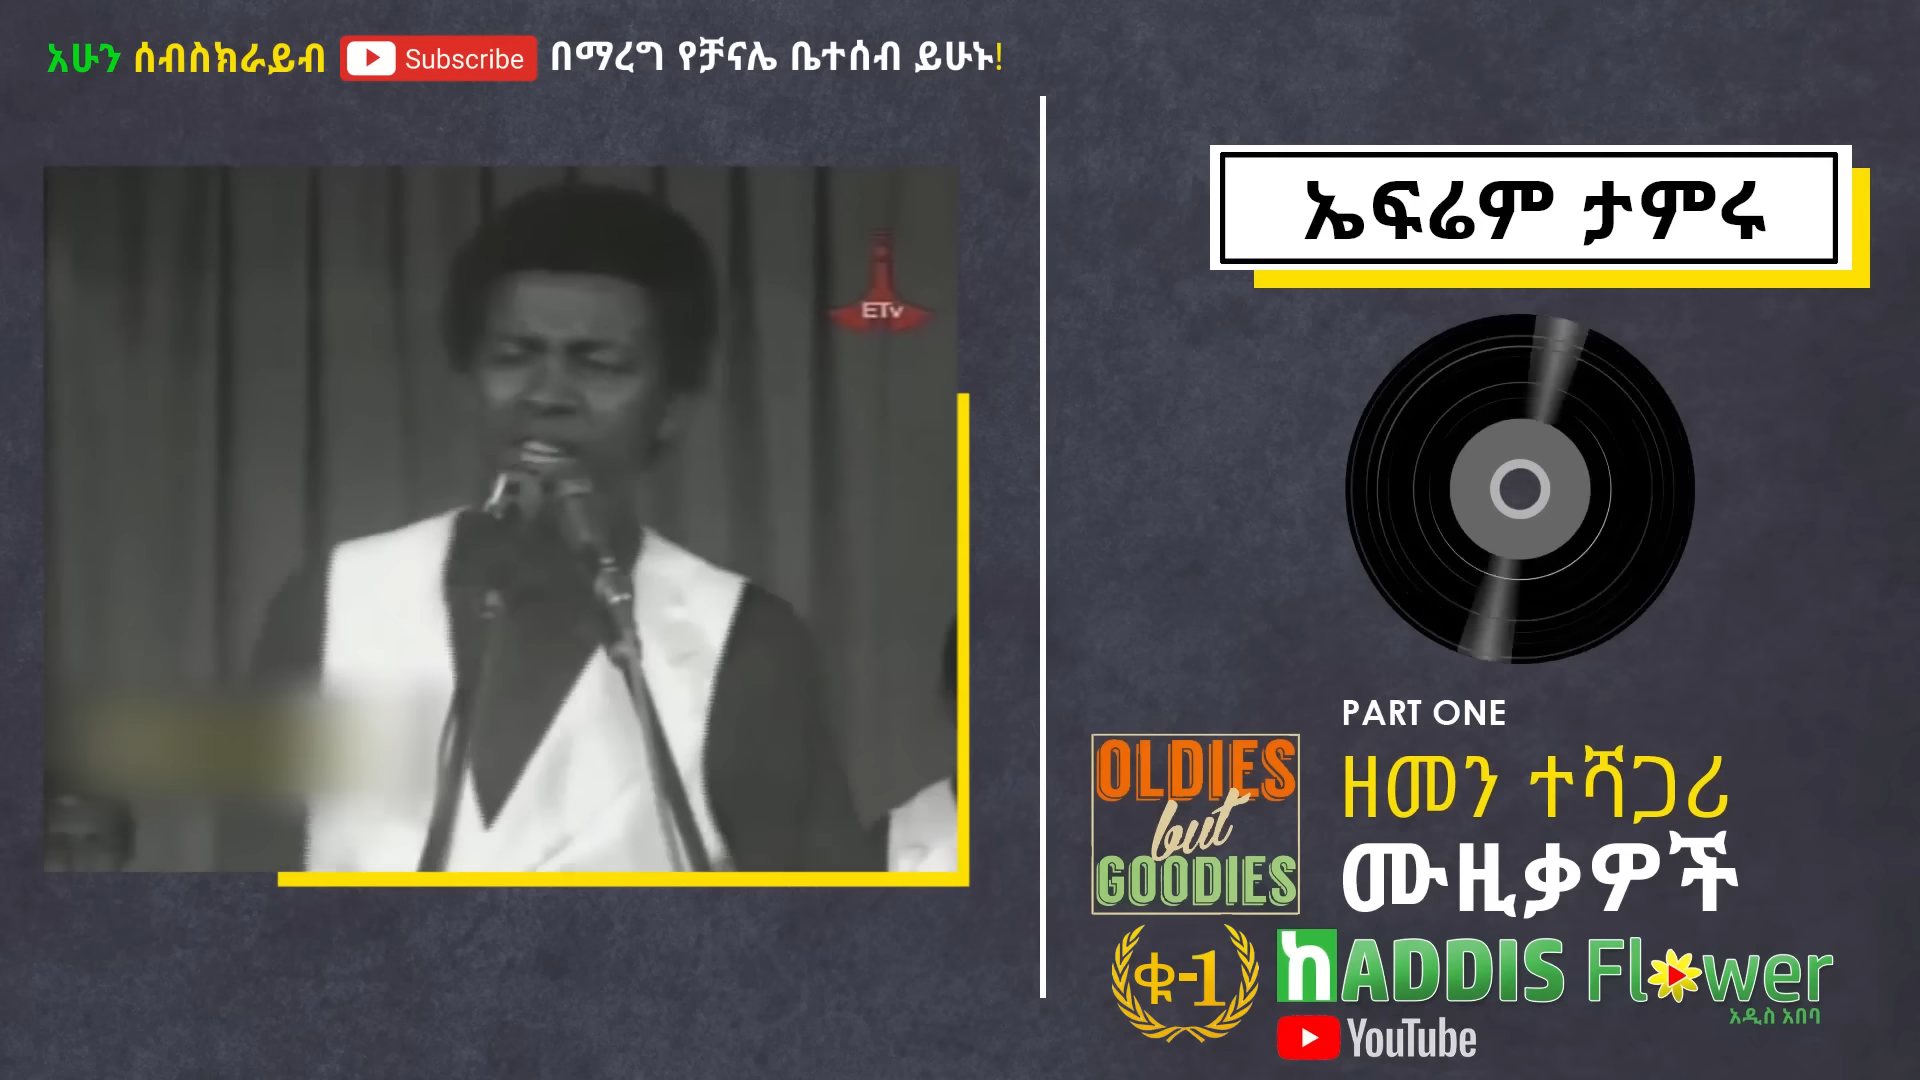 አሁን ሰብስክራይብ Subscribe በማረግ የቻናሌ ቤተሰብ ይሁኑ!
ETv
ኤፍሬም ታምሩ
PART ONE
ዘመን ተሻጋሪ
ሙዚቃዎች
OLDIES
but
GOODIES
ቁ-1
ADDIS Flower
አዲስ አበባ
YouTube